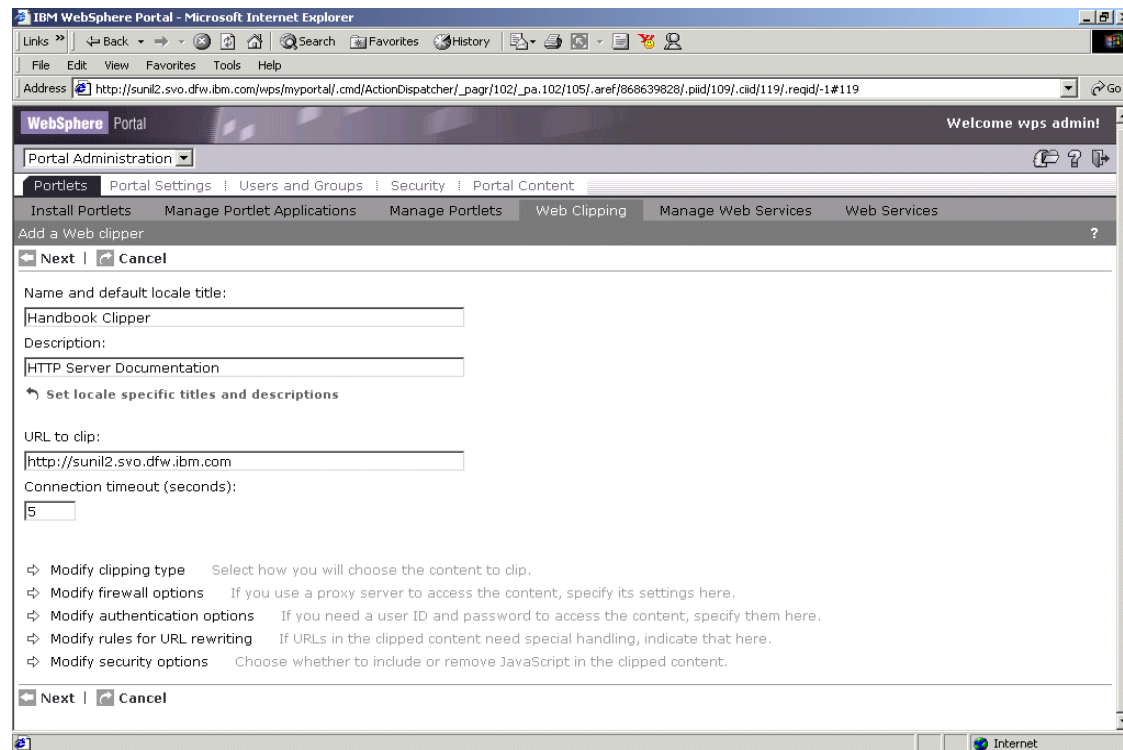 IBM WebSphere Portal - Microsoft Internet Explorer
Links » Back Search Favorites History
File Edit View Favorites Tools Help
Address http://sunil2.svo.dfw.ibm.com/wps/myportal/.cmd/ActionDispatcher/_pagr/102/_pa.102/105/.aref/868639828/.piid/109/.ciid/119/.reqid/-1#119 Go
WebSphere Portal Welcome wps admin!
Portal Administration
Portlets Portal Settings Users and Groups Security Portal Content
Install Portlets Manage Portlet Applications Manage Portlets Web Clipping Manage Web Services Web Services
Add a Web clipper ?
Next | Cancel
Name and default locale title:
Handbook Clipper
Description:
HTTP Server Documentation
Set locale specific titles and descriptions
URL to clip:
http://sunil2.svo.dfw.ibm.com
Connection timeout (seconds):
5
Modify clipping type Select how you will choose the content to clip.
Modify firewall options If you use a proxy server to access the content, specify its settings here.
Modify authentication options If you need a user ID and password to access the content, specify them here.
Modify rules for URL rewriting If URLs in the clipped content need special handling, indicate that here.
Modify security options Choose whether to include or remove JavaScript in the clipped content.
Next | Cancel
Internet